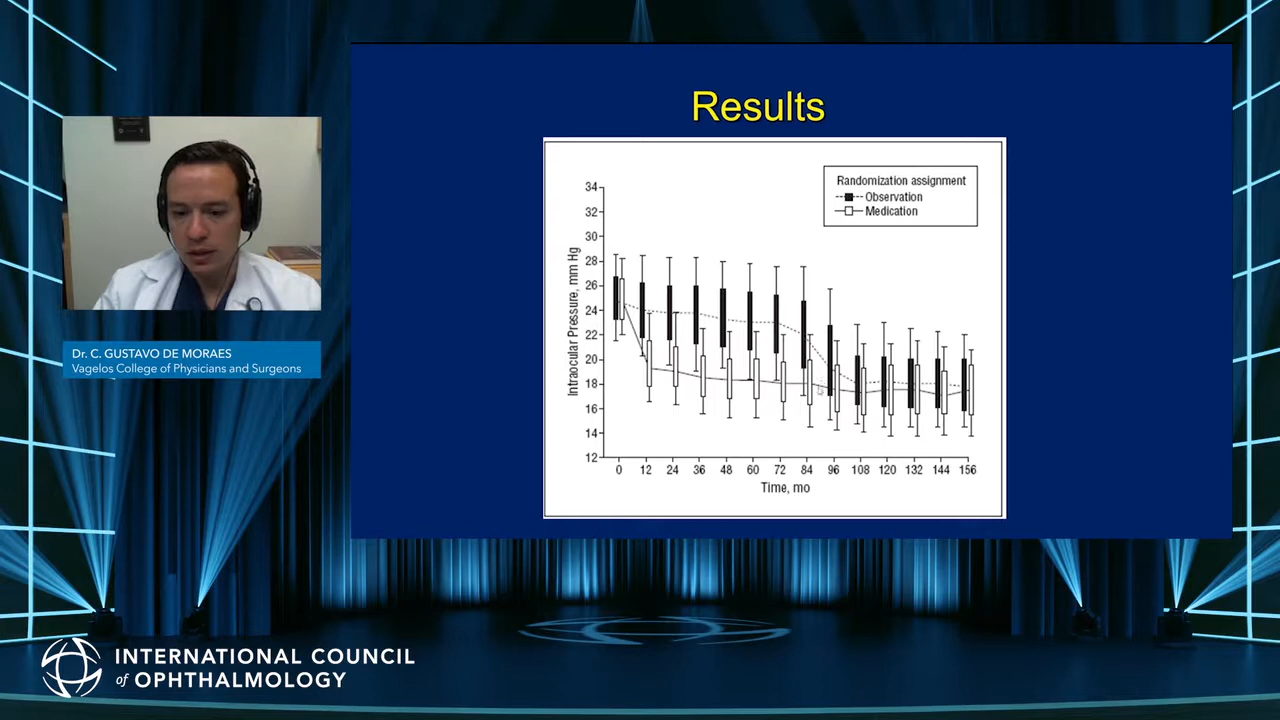 Results
Randomization assignment
Observation
Medication
Intraocular Pressure, mm Hg
34
32
30
28
26
24
22
20
18
16
14
12
0 12 24 36 48 60 72 84 96 108 120 132 144 156
Time, mo
Dr. C. GUSTAVO DE MORAES
Vagelos College of Physicians and Surgeons
INTERNATIONAL COUNCIL
of OPHTHALMOLOGY